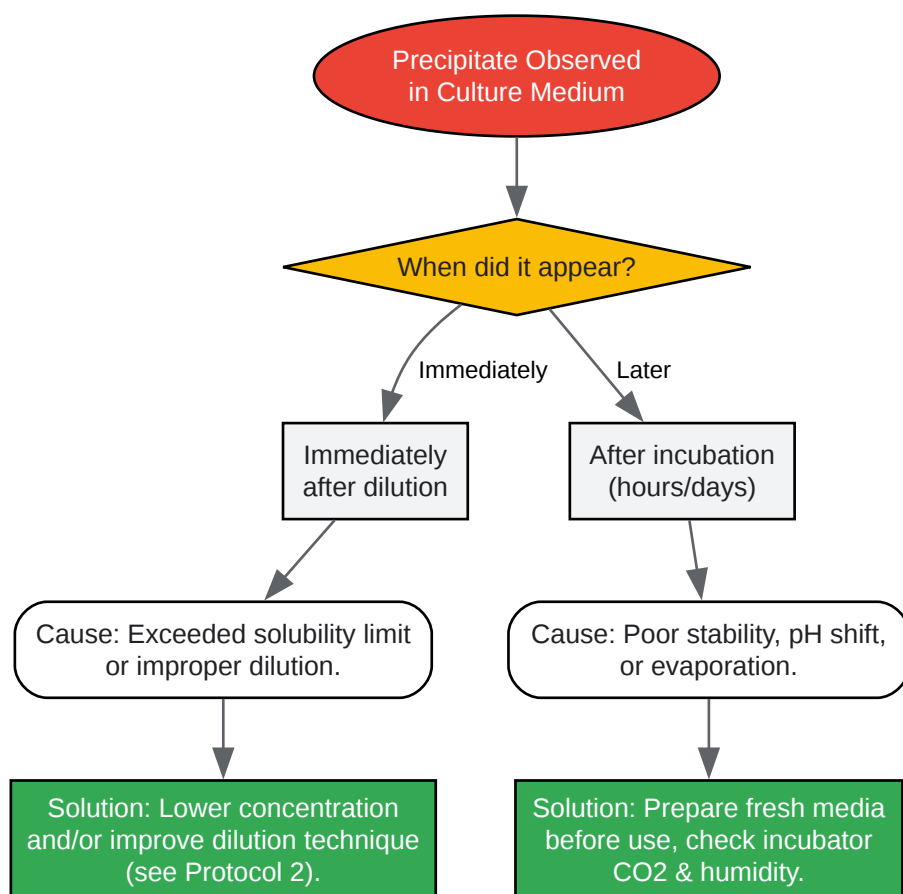 Precipitate Observed
in Culture Medium
When did it appear?
Immediately
Later
Immediately
after dilution
After incubation
(hours/days)
Cause: Exceeded solubility limit
or improper dilution.
Cause: Poor stability, pH shift,
or evaporation.
Solution: Lower concentration
and/or improve dilution technique
(see Protocol 2).
Solution: Prepare fresh media
before use, check incubator
CO2 & humidity.